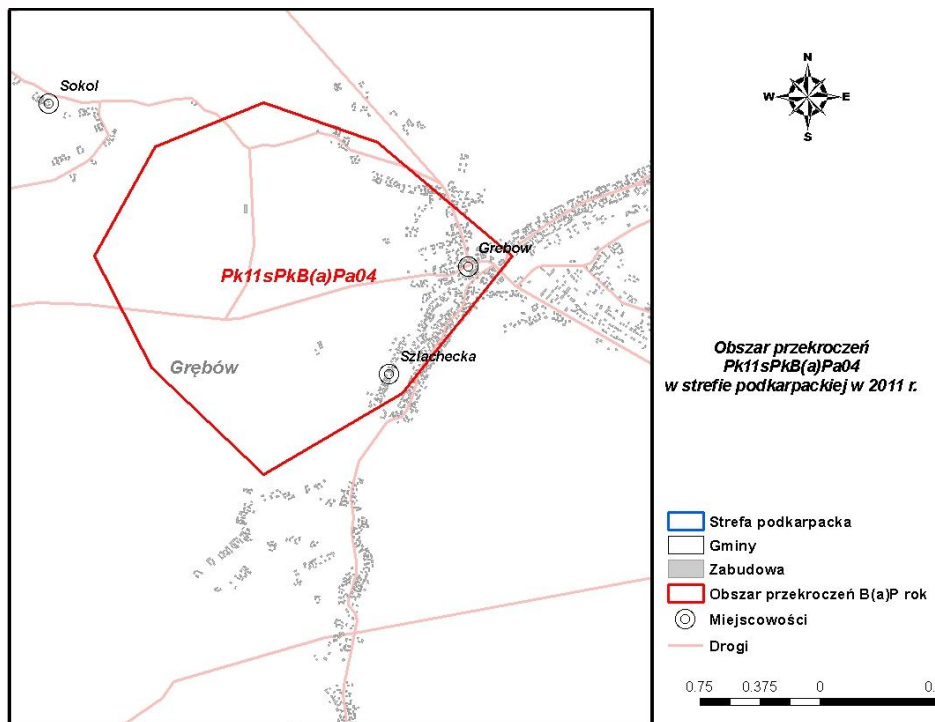 Sokol
N
W E
S
Grebow
Pk11sPkB(a)Pa04
Szlachecka
Grębów
Obszar przekroczeń
Pk11sPkB(a)Pa04
w strefie podkarpackiej w 2011 r.
Strefa podkarpacka
Gminy
Zabudowa
Obszar przekroczeń B(a)P rok
Miejscowości
Drogi
0.75 0.375 0 0.